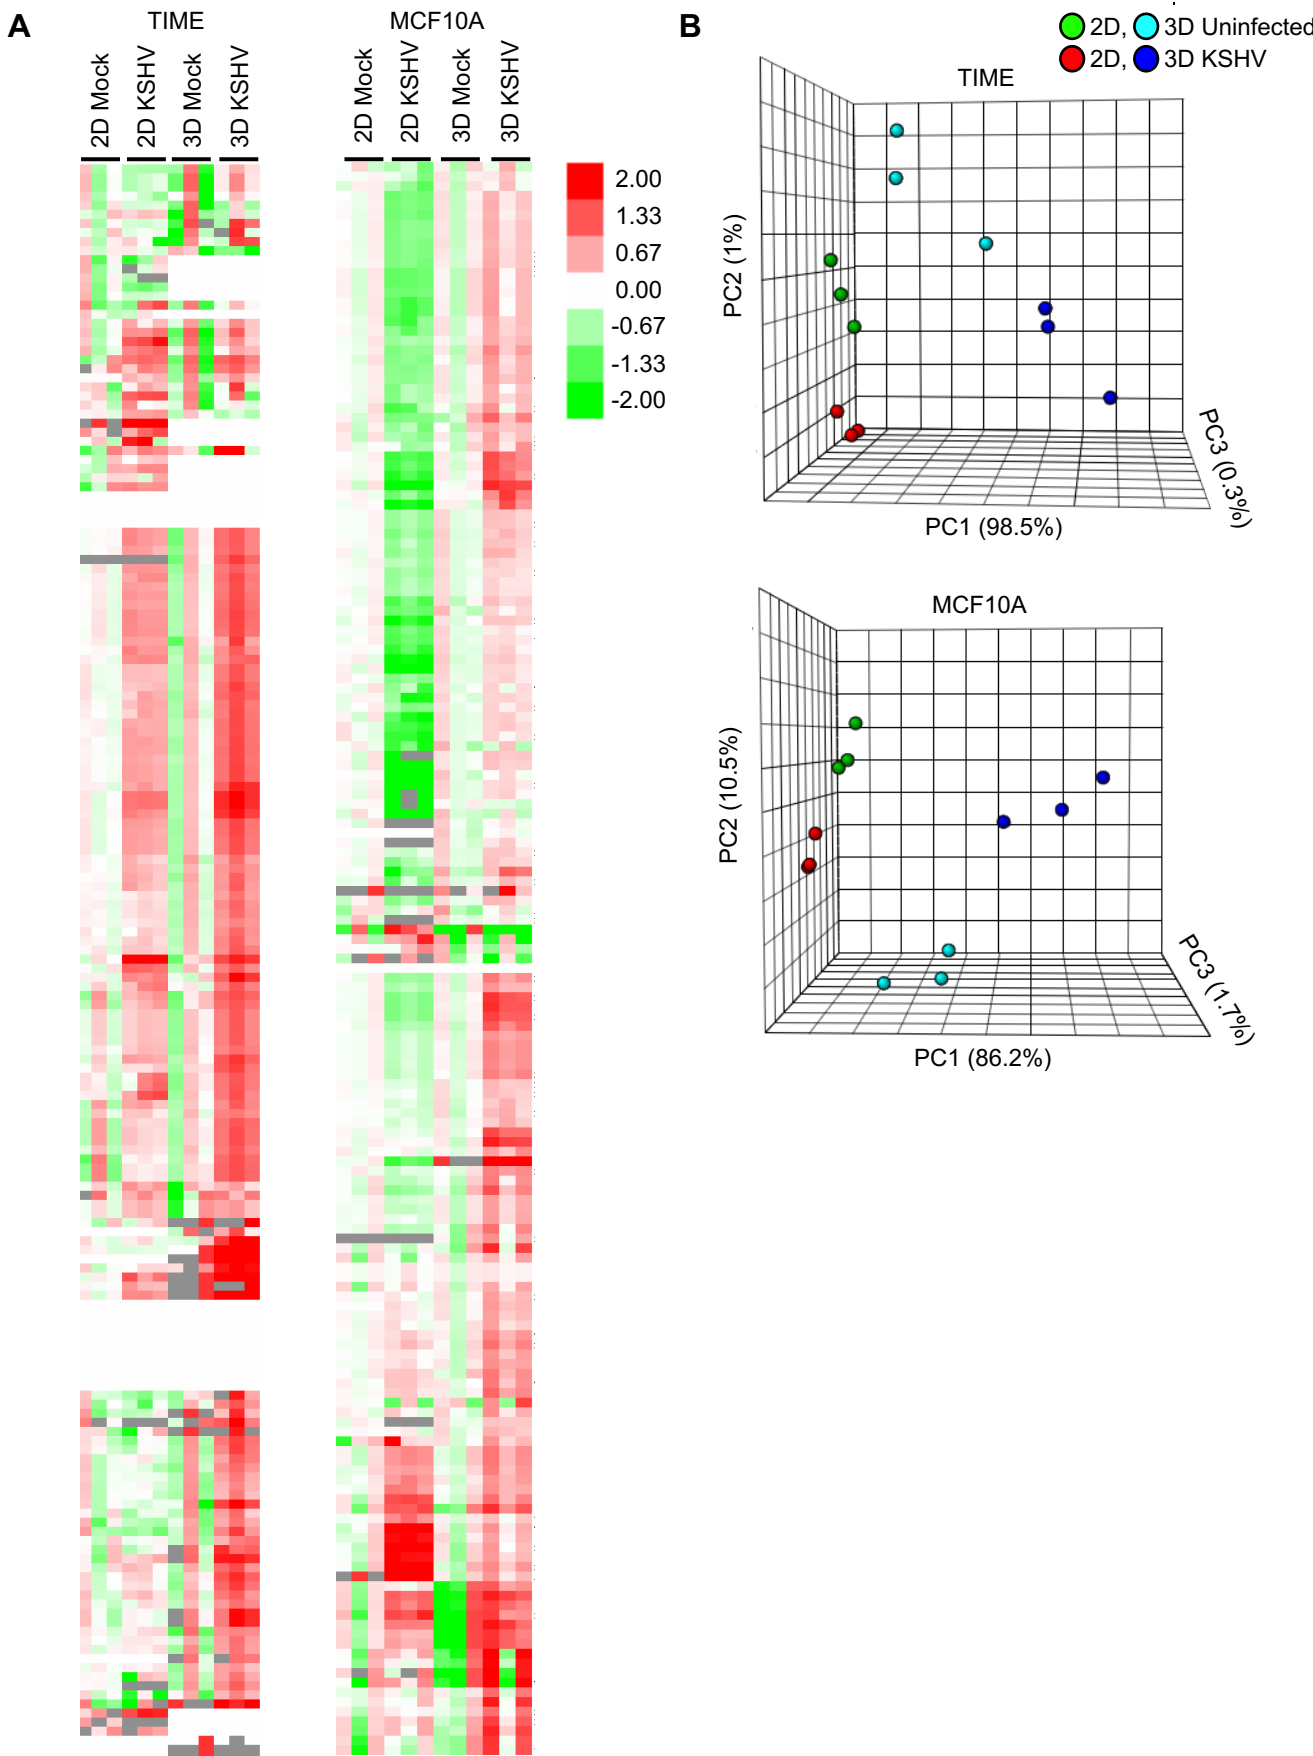 A
TIME
MCF10A
2D Mock
2D KSHV
3D Mock
3D KSHV
2D Mock
2D KSHV
3D Mock
3D KSHV
2.00
1.33
0.67
0.00
-0.67
-1.33
-2.00
B
2D, 3D Uninfected
2D, 3D KSHV
TIME
PC2 (1%)
PC3 (0.3%)
PC1 (98.5%)
MCF10A
PC2 (10.5%)
PC3 (1.7%)
PC1 (86.2%)